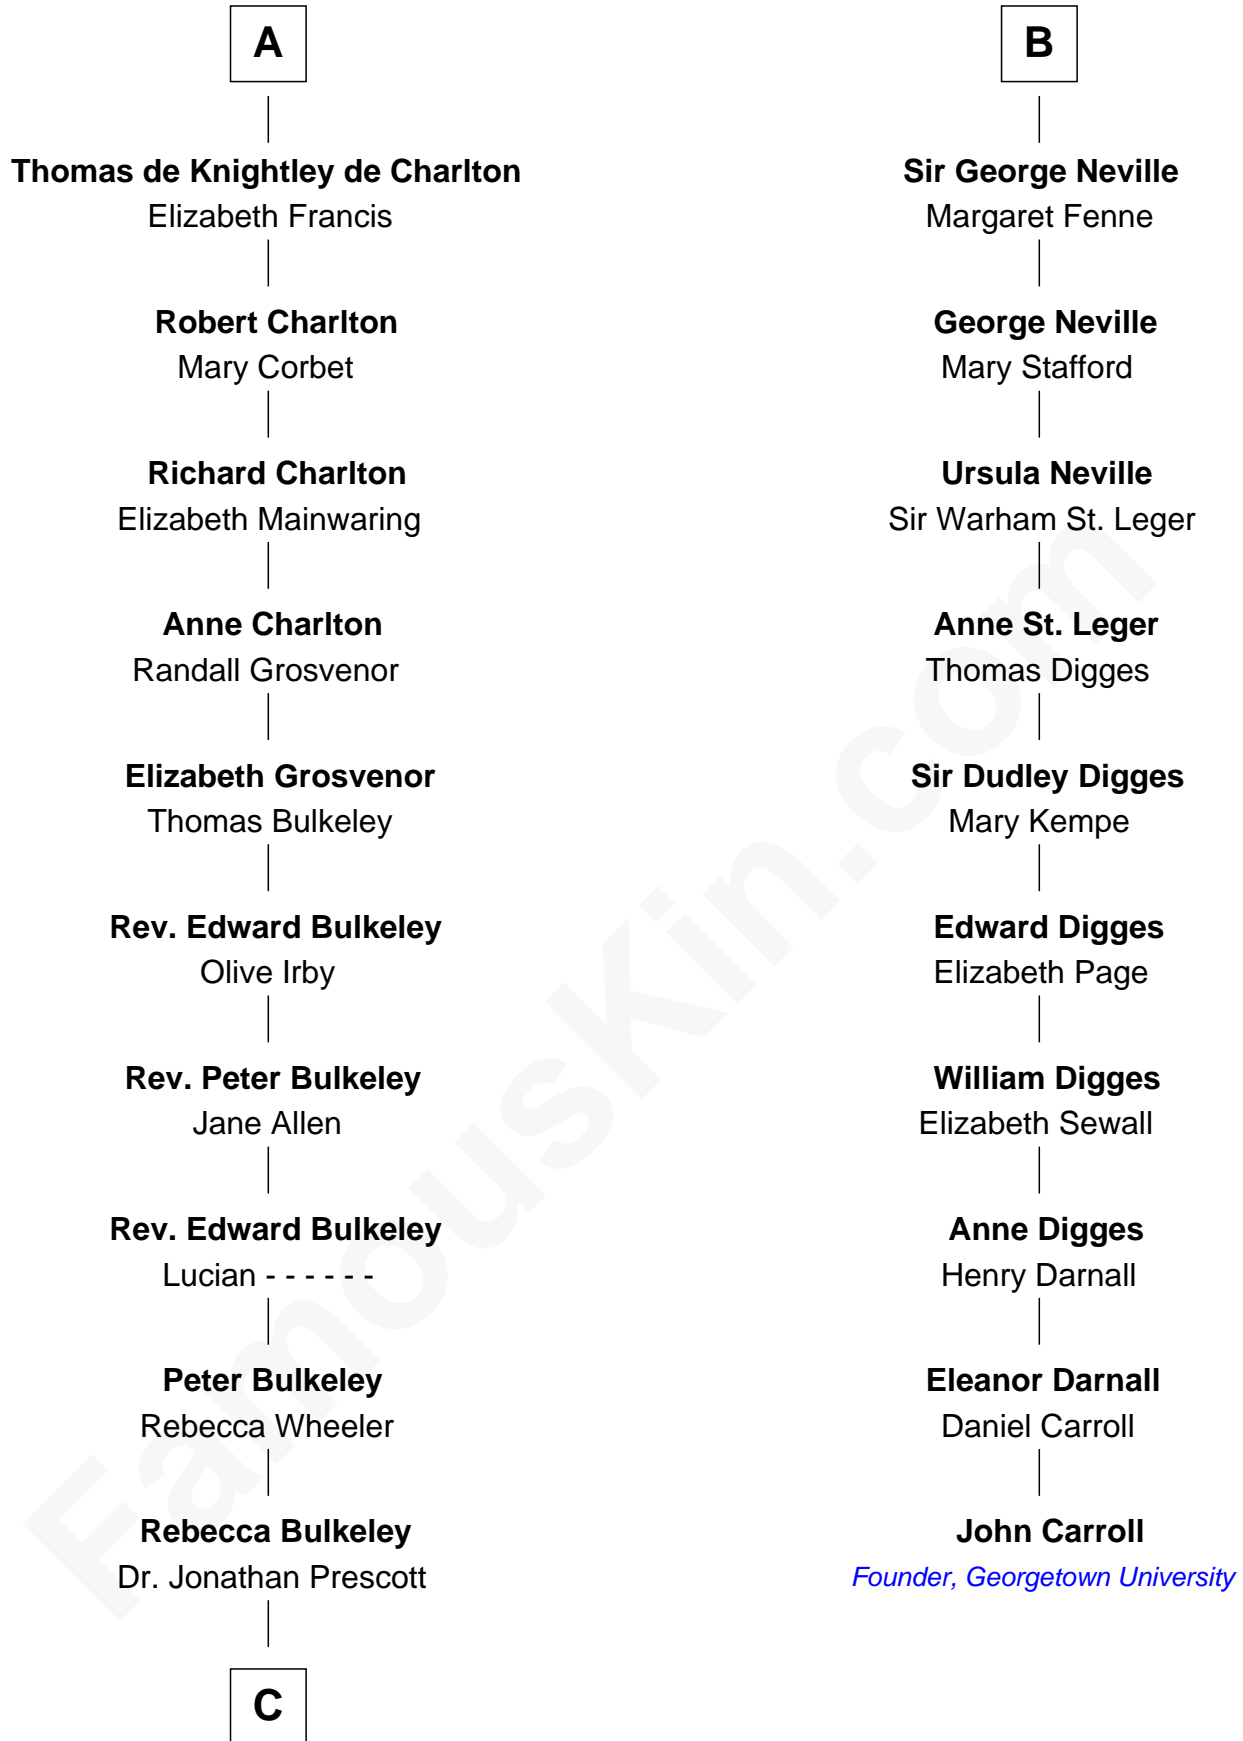 A
Thomas de Knightley de Charlton
Elizabeth Francis
Robert Charlton
Mary Corbet
Richard Charlton
Elizabeth Mainwaring
Anne Charlton
Randall Grosvenor
Elizabeth Grosvenor
Thomas Bulkeley
Rev. Edward Bulkeley
Olive Irby
Rev. Peter Bulkeley
Jane Allen
Rev. Edward Bulkeley
Lucian - - - - - -
Peter Bulkeley
Rebecca Wheeler
Rebecca Bulkeley
Dr. Jonathan Prescott
C
B
Sir George Neville
Margaret Fenne
George Neville
Mary Stafford
Ursula Neville
Sir Warham St. Leger
Anne St. Leger
Thomas Digges
Sir Dudley Digges
Mary Kempe
Edward Digges
Elizabeth Page
William Digges
Elizabeth Sewall
Anne Digges
Henry Darnall
Eleanor Darnall
Daniel Carroll
John Carroll
Founder, Georgetown University
FamousKin.com